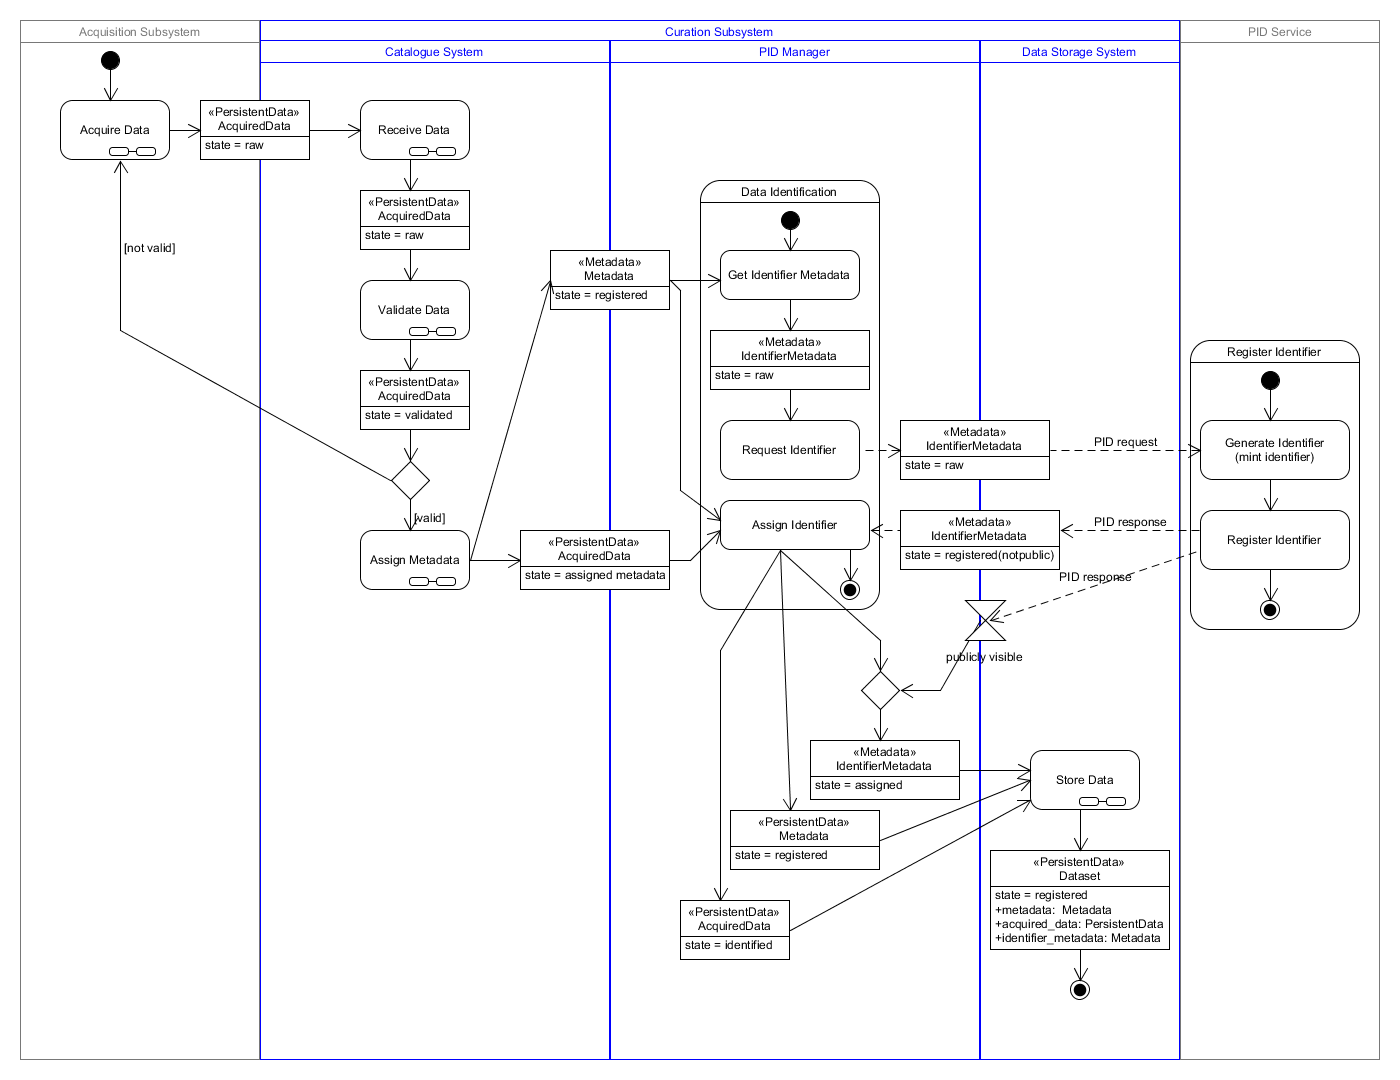 Acquisition Subsystem
Curation Subsystem
PID Service
Catalogue System
PID Manager
Data Storage System
Acquire Data
«PersistentData»
AcquiredData
state = raw
Receive Data
«PersistentData»
AcquiredData
state = raw
[not valid]
Validate Data
«PersistentData»
AcquiredData
state = validated
[valid]
Assign Metadata
«Metadata»
Metadata
state = registered
«PersistentData»
AcquiredData
state = assigned metadata
Data Identification
Get Identifier Metadata
«Metadata»
IdentifierMetadata
state = raw
Request Identifier
Assign Identifier
«Metadata»
IdentifierMetadata
state = raw
PID request
«Metadata»
IdentifierMetadata
state = registered(notpublic)
PID response
PID response
Register Identifier
Generate Identifier
(mint identifier)
Register Identifier
publicly visible
«Metadata»
IdentifierMetadata
state = assigned
«PersistentData»
Metadata
state = registered
«PersistentData»
AcquiredData
state = identified
Store Data
«PersistentData»
Dataset
state = registered
+metadata: Metadata
+acquired_data: PersistentData
+identifier_metadata: Metadata